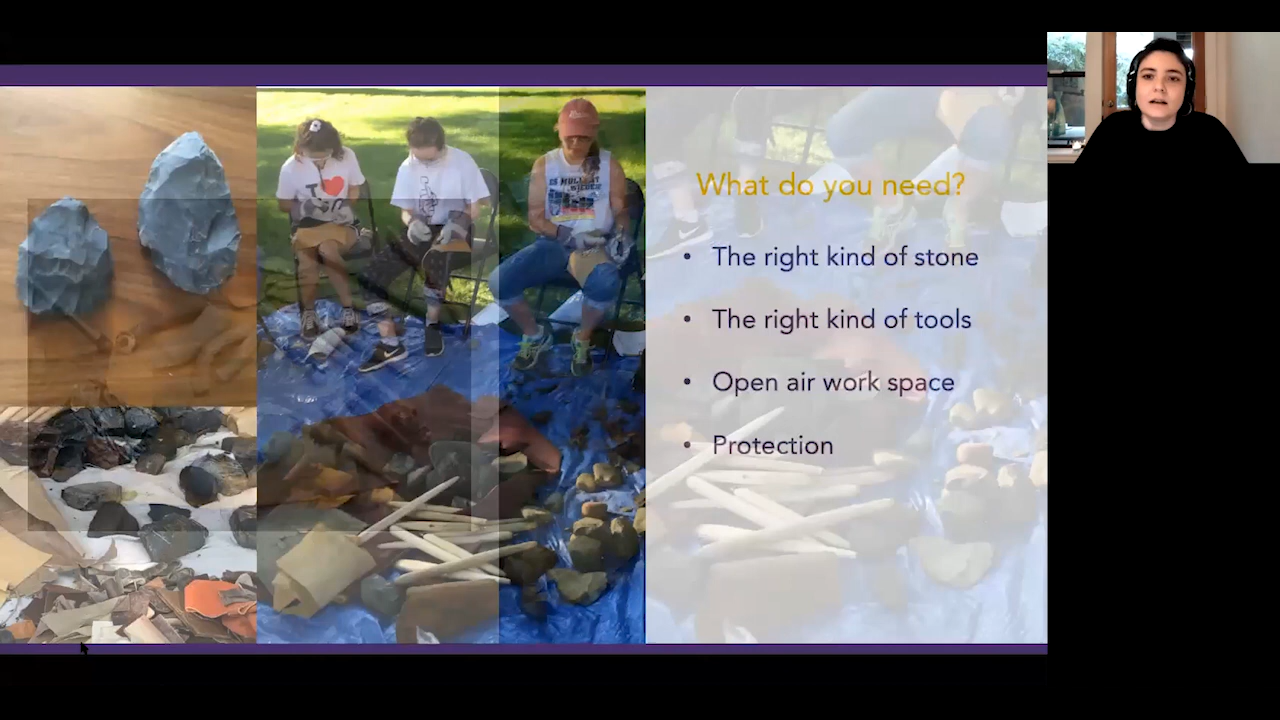 What do you need?
• The right kind of stone
• The right kind of tools
• Open air work space
• Protection
I ❤